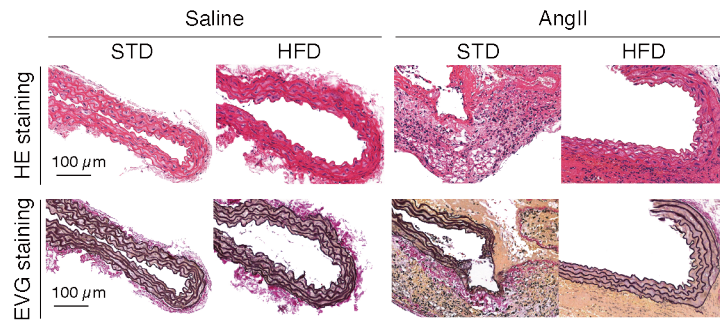 Saline AngII
STD HFD STD HFD
HE staining
100 µm
EVG staining
100 µm